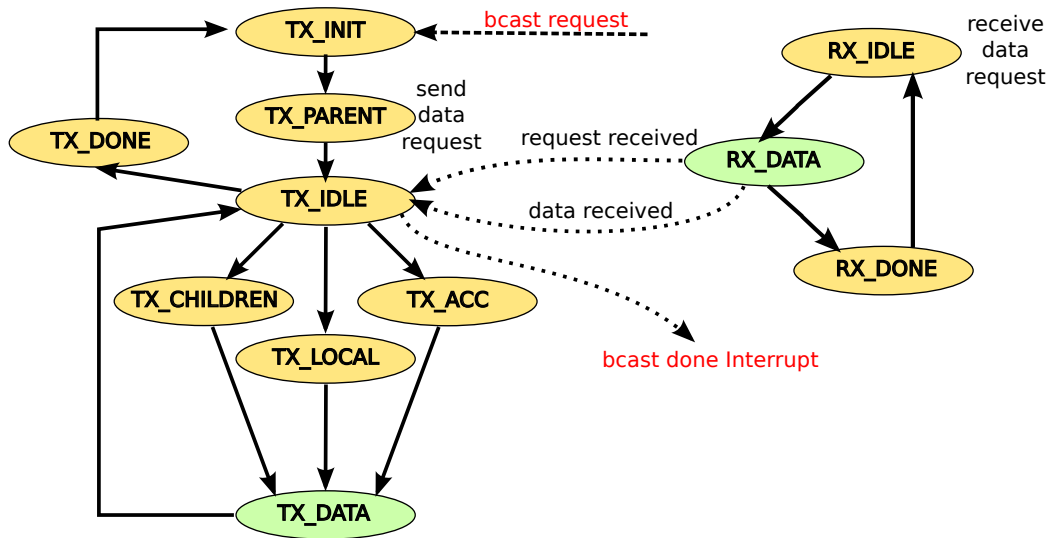 bcast request
TX_INIT
receive
data
request
RX_IDLE
send
data
request
TX_PARENT
TX_DONE
request received
RX_DATA
TX_IDLE
data received
RX_DONE
TX_CHILDREN
TX_ACC
TX_LOCAL
bcast done Interrupt
TX_DATA